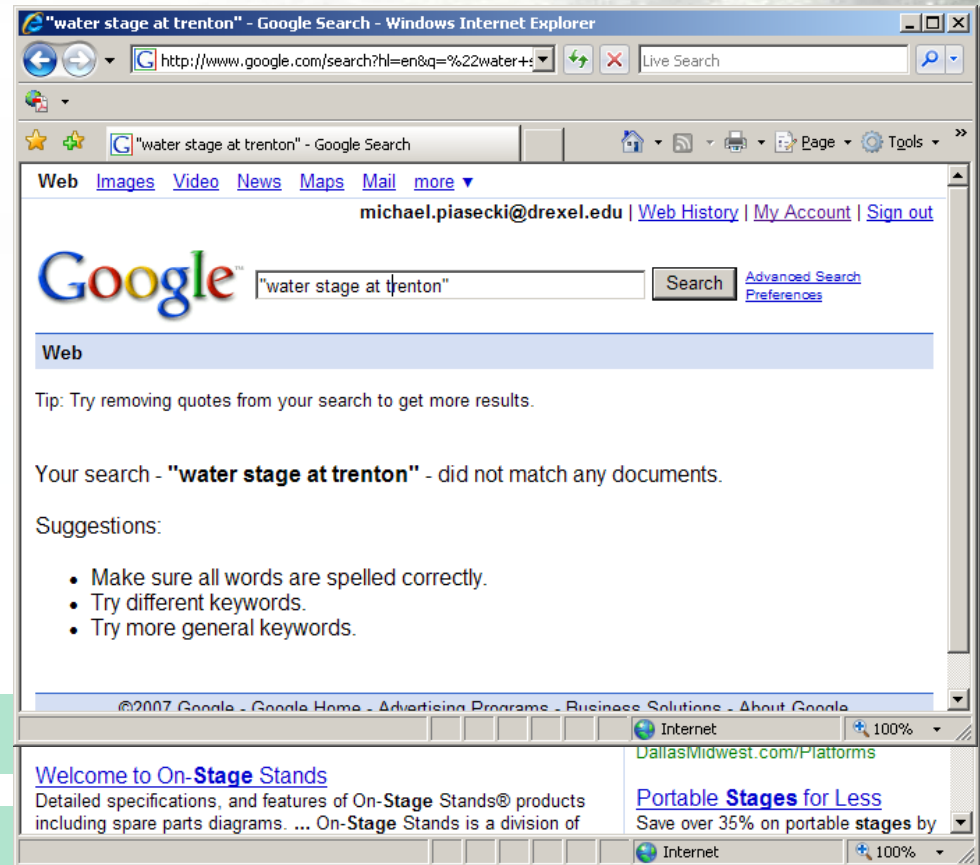 "water stage at trenton" - Google Search - Windows Internet Explorer
http://www.google.com/search?hl=en&q=%22water+s
Live Search
"water stage at trenton" - Google Search
Page Tools »
Web Images Video News Maps Mail more ▼
michael.piasecki@drexel.edu | Web History | My Account | Sign out
Google™
"water stage at trenton"
Search
Advanced Search
Preferences
Web
Tip: Try removing quotes from your search to get more results.
Your search - "water stage at trenton" - did not match any documents.
Suggestions:
• Make sure all words are spelled correctly.
• Try different keywords.
• Try more general keywords.
©2007 Google - Google Home - Advertising Programs - Business Solutions - About Google
Internet 100%
DallasMidwest.com/Platforms
Welcome to On-Stage Stands
Detailed specifications, and features of On-Stage Stands® products
including spare parts diagrams. ... On-Stage Stands is a division of
Portable Stages for Less
Save over 35% on portable stages by
Internet 100%